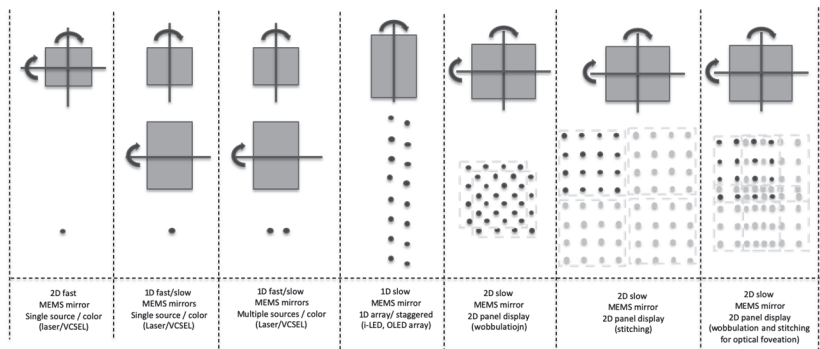 2D fast
MEMS mirror
Single source / color
(laser/VCSEL)
1D fast/slow
MEMS mirrors
Single source / color
(Laser/VCSEL)
1D fast/slow
MEMS mirrors
Multiple sources / color
(Laser/VCSEL)
1D slow
MEMS mirror
1D array/ staggered
(i-LED, OLED array)
2D slow
MEMS mirror
2D panel display
(wobbulatiojn)
2D slow
MEMS mirror
2D panel display
(stitching)
2D slow
MEMS mirror
2D panel display
(wobbulation and stitching
for optical foveation)